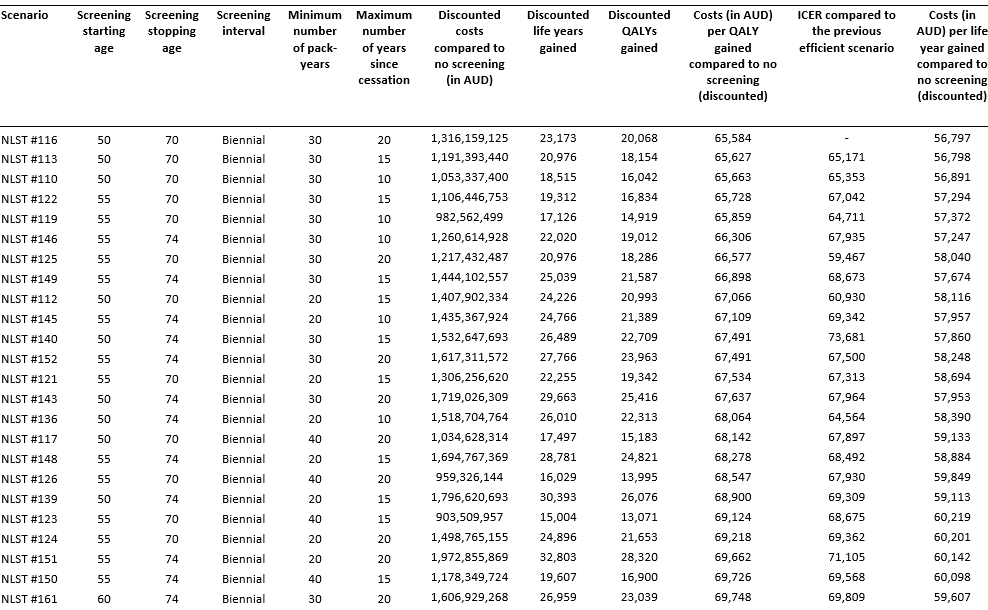 Scenario Screening starting age Screening stopping age Screening interval Minimum number of pack-years Maximum number of years since cessation Discounted costs compared to no screening (in AUD) Discounted life years gained Discounted QALYs gained Costs (in AUD) per QALY gained compared to no screening (discounted) ICER compared to the previous efficient scenario Costs (in AUD) per life year gained compared to no screening (discounted)
NLST #116 50 70 Biennial 30 20 1,316,159,125 23,173 20,068 65,584 - 56,797
NLST #113 50 70 Biennial 30 15 1,191,393,440 20,976 18,154 65,627 65,171 56,798
NLST #110 50 70 Biennial 30 10 1,053,337,400 18,515 16,042 65,663 65,353 56,891
NLST #122 55 70 Biennial 30 15 1,106,446,753 19,312 16,834 65,728 67,042 57,294
NLST #119 55 70 Biennial 30 10 982,562,499 17,126 14,919 65,859 64,711 57,372
NLST #146 55 74 Biennial 30 10 1,260,614,928 22,020 19,012 66,306 67,935 57,247
NLST #125 55 70 Biennial 30 20 1,217,432,487 20,976 18,286 66,577 59,467 58,040
NLST #149 55 74 Biennial 30 15 1,444,102,557 25,039 21,587 66,898 68,673 57,674
NLST #112 50 70 Biennial 20 15 1,407,902,334 24,226 20,993 67,066 60,930 58,116
NLST #145 55 74 Biennial 20 10 1,435,367,924 24,766 21,389 67,109 69,342 57,957
NLST #140 50 74 Biennial 30 15 1,532,647,693 26,489 22,709 67,491 73,681 57,860
NLST #152 55 74 Biennial 30 20 1,617,311,572 27,766 23,963 67,491 67,500 58,248
NLST #121 55 70 Biennial 20 15 1,306,256,620 22,255 19,342 67,534 67,313 58,694
NLST #143 50 74 Biennial 30 20 1,719,026,309 29,663 25,416 67,637 67,964 57,953
NLST #136 50 74 Biennial 20 10 1,518,704,764 26,010 22,313 68,064 64,564 58,390
NLST #117 50 70 Biennial 40 20 1,034,628,314 17,497 15,183 68,142 67,897 59,133
NLST #148 55 74 Biennial 20 15 1,694,767,369 28,781 24,821 68,278 68,492 58,884
NLST #126 55 70 Biennial 40 20 959,326,144 16,029 13,995 68,547 67,930 59,849
NLST #139 50 74 Biennial 20 15 1,796,620,693 30,393 26,076 68,900 69,309 59,113
NLST #123 55 70 Biennial 40 15 903,509,957 15,004 13,071 69,124 68,675 60,219
NLST #124 55 70 Biennial 20 20 1,498,765,155 24,896 21,653 69,218 69,362 60,201
NLST #151 55 74 Biennial 20 20 1,972,855,869 32,803 28,320 69,662 71,105 60,142
NLST #150 55 74 Biennial 40 15 1,178,349,724 19,607 16,900 69,726 69,568 60,098
NLST #161 60 74 Biennial 30 20 1,606,929,268 26,959 23,039 69,748 69,809 59,607